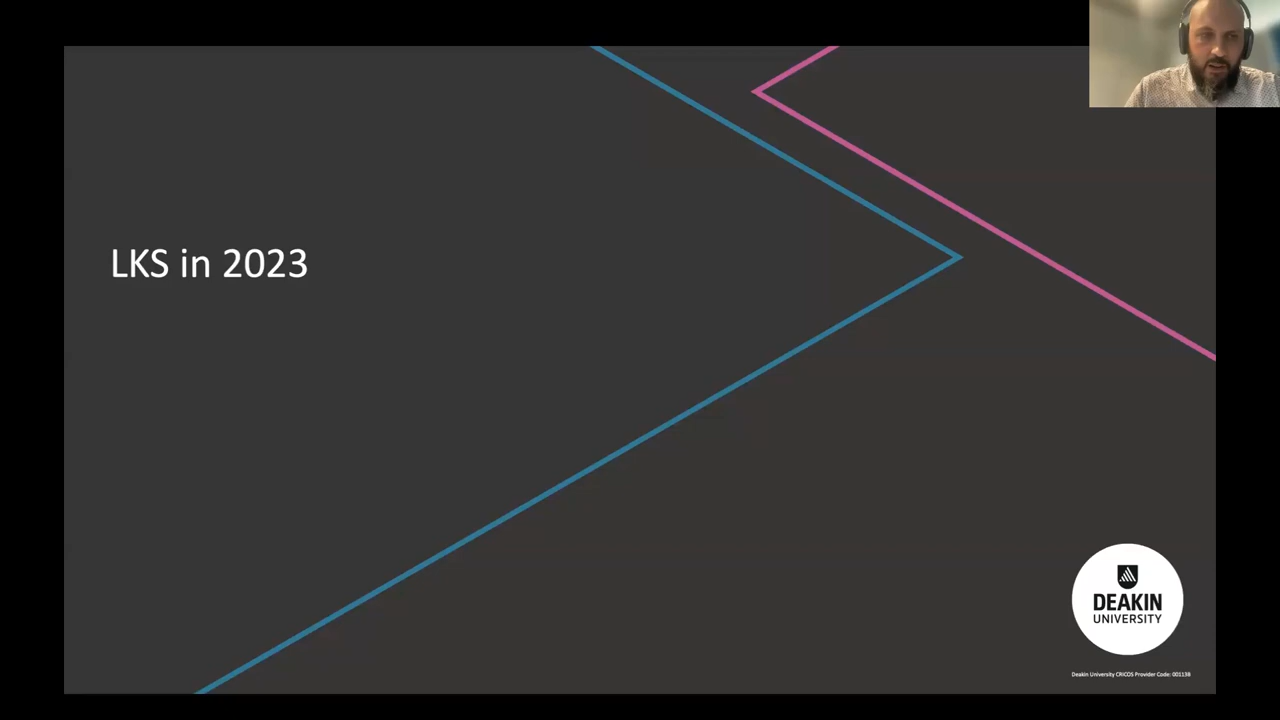 LKS in 2023
DEAKIN
UNIVERSITY
Deakin University CRICOS Provider Code: 00113B